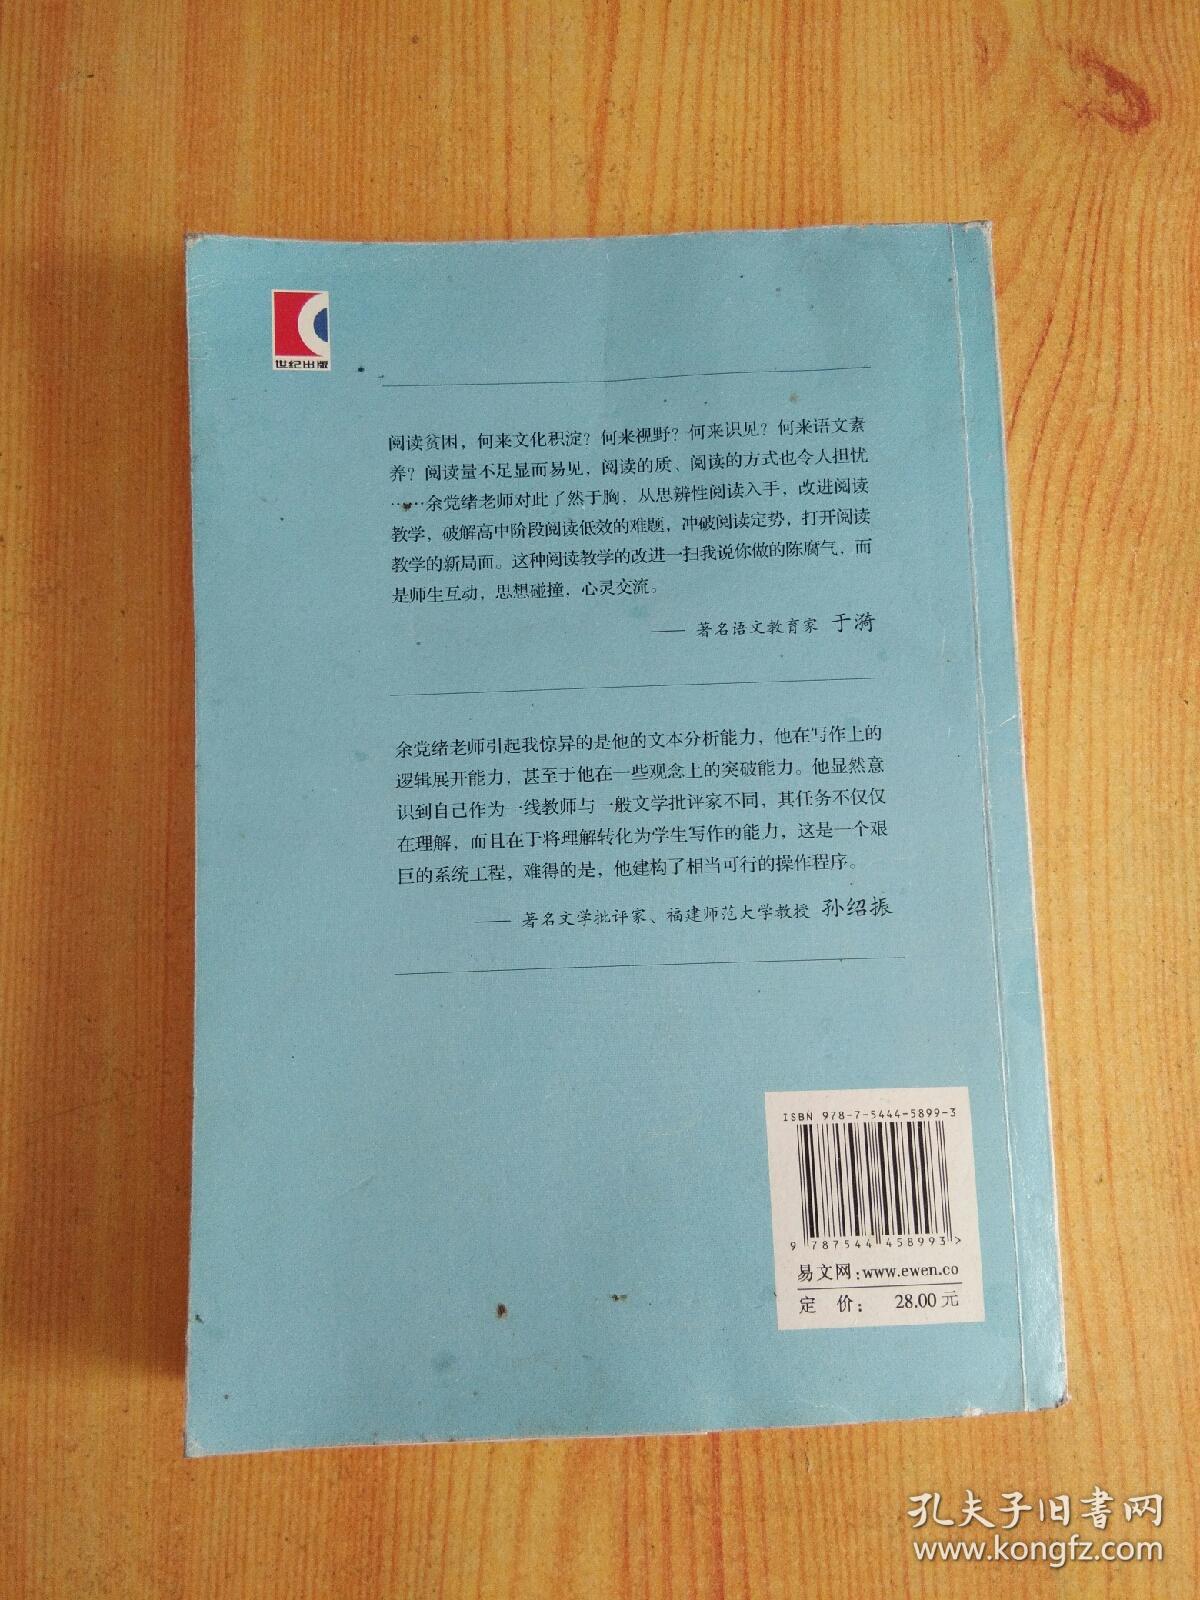 世纪出版
阅读贫困，何来文化积淀？何来视野？何来识见？何来语文素
养？阅读量不足显而易见，阅读的质、阅读的方式也令人担忧
……余党绪老师对此了然于胸，从思辨性阅读入手，改进阅读
教学，破解高中阶段阅读低效的难题，冲破阅读定势，打开阅读
教学的新局面。这种阅读教学的改进一扫我说你做的陈腐气，而
是师生互动，思想碰撞，心灵交流。
—— 著名语文教育家 于漪
余党绪老师引起我惊异的是他的文本分析能力，他在写作上的
逻辑展开能力，甚至于他在一些观念上的突破能力。他显然意
识到自己作为一线教师与一般文学批评家不同，其任务不仅仅
在理解，而且在于将理解转化为学生写作的能力，这是一个艰
巨的系统工程，难得的是，他建构了相当可行的操作程序。
—— 著名文学批评家、福建师范大学教授 孙绍振
ISBN 978-7-5444-5899-3
9 787544 458993>
易文网：www.ewen.co
定 价： 28.00 元
孔夫子旧书网
www.kongfz.com